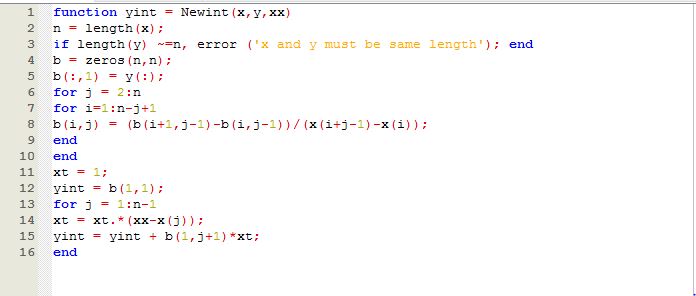 1 function yint = Newint(x,y,xx)
2 n = length(x);
3 if length(y) ~=n, error ('x and y must be same length'); end
4 b = zeros(n,n);
5 b(:,1) = y(:);
6 for j = 2:n
7 for i=1:n-j+1
8 b(i,j) = (b(i+1,j-1)-b(i,j-1))/(x(i+j-1)-x(i));
9 end
10 end
11 xt = 1;
12 yint = b(1,1);
13 for j = 1:n-1
14 xt = xt.*(xx-x(j));
15 yint = yint + b(1,j+1)*xt;
16 end